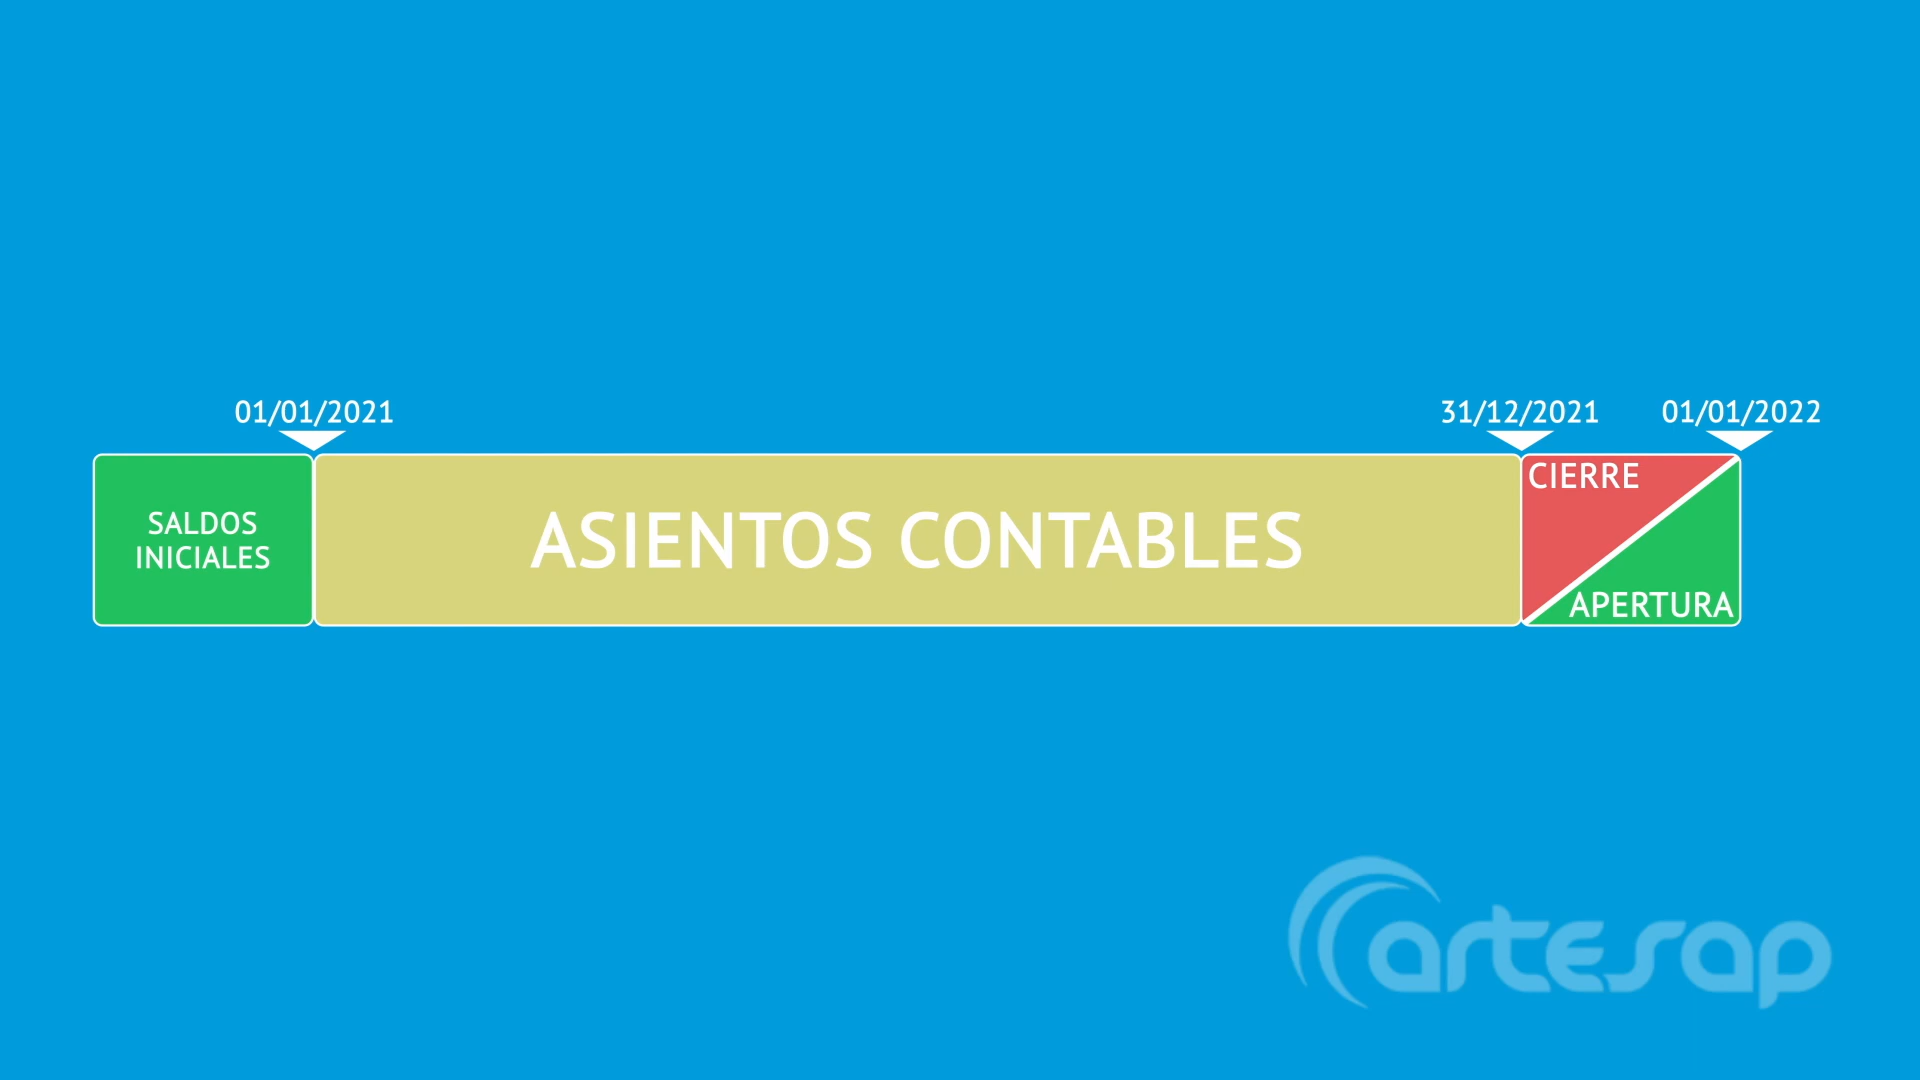 01/01/2021
31/12/2021
01/01/2022
SALDOS
INICIALES
ASIENTOS CONTABLES
CIERRE
APERTURA
artesap